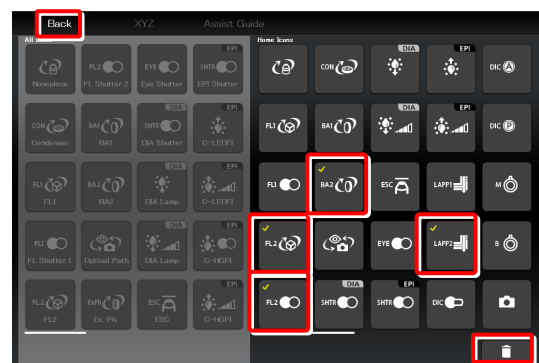 Back XYZ Assist Guide
All Icons
Home Icons
EPI
Nosepiece
FL2
FL Shutter 2
EYE
Eye Shutter
SHTR
EPI Shutter
CON
DIA
EPI
DIC A
CON
Condenser
BA1
BA1
DIA
SHTR
DIA Shutter
EPI
C-LEDFI
FL1
BA1
DIA
EPI
DIC P
FL1
FL1
BA2
BA2
DIA
DIA Lamp
EPI
C-LEDFI
FL1
BA2
ESC
LAPP1
M
FL1
FL Shutter 1
Optical Path
DIA
DIA Lamp
EPI
C-HGFI
FL2
EYE
LAPP2
B
FL2
FL2
ExPh
Ex. Ph.
ESC
ESC
EPI
C-HGFI
FL2
DIA
SHTR
EPI
SHTR
DIC